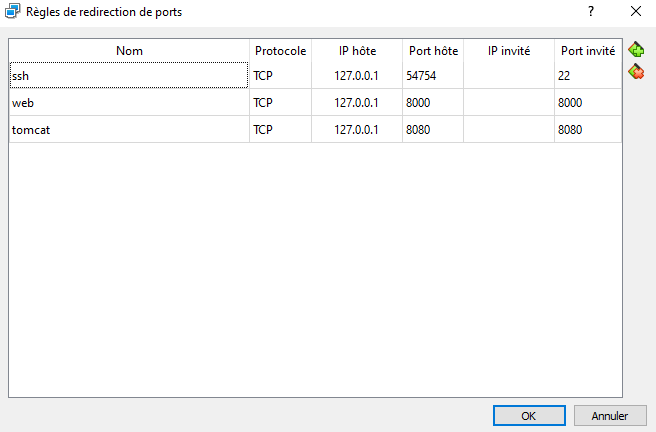 Règles de redirection de ports
Nom Protocole IP hôte Port hôte IP invité Port invité
ssh TCP 127.0.0.1 54754 22
web TCP 127.0.0.1 8000 8000
tomcat TCP 127.0.0.1 8080 8080
OK Annuler